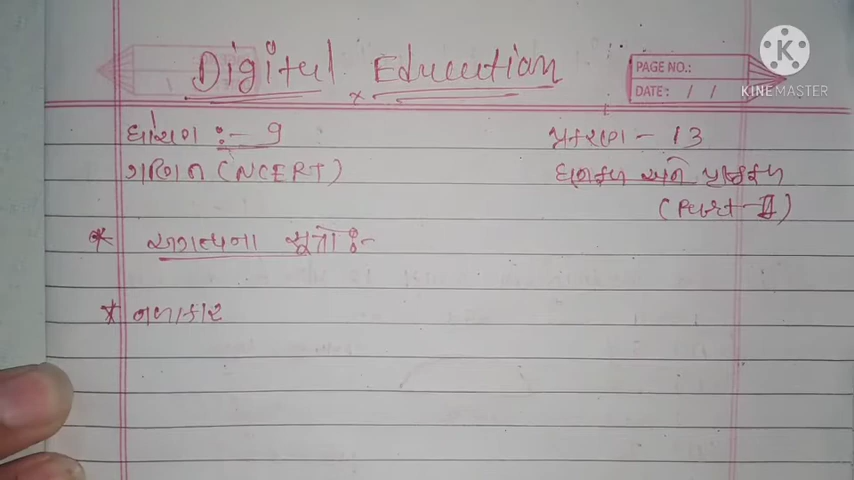 Digital Education
PAGE NO.:
DATE: / /
K
KINEMASTER
ધોરણ :- 9
પ્રકરણ - 13
ગણિત (NCERT)
ઘનફળ અને પૃષ્ઠફળ
(Part-II)
* અગત્યના સૂત્રો :-
* નળાકાર